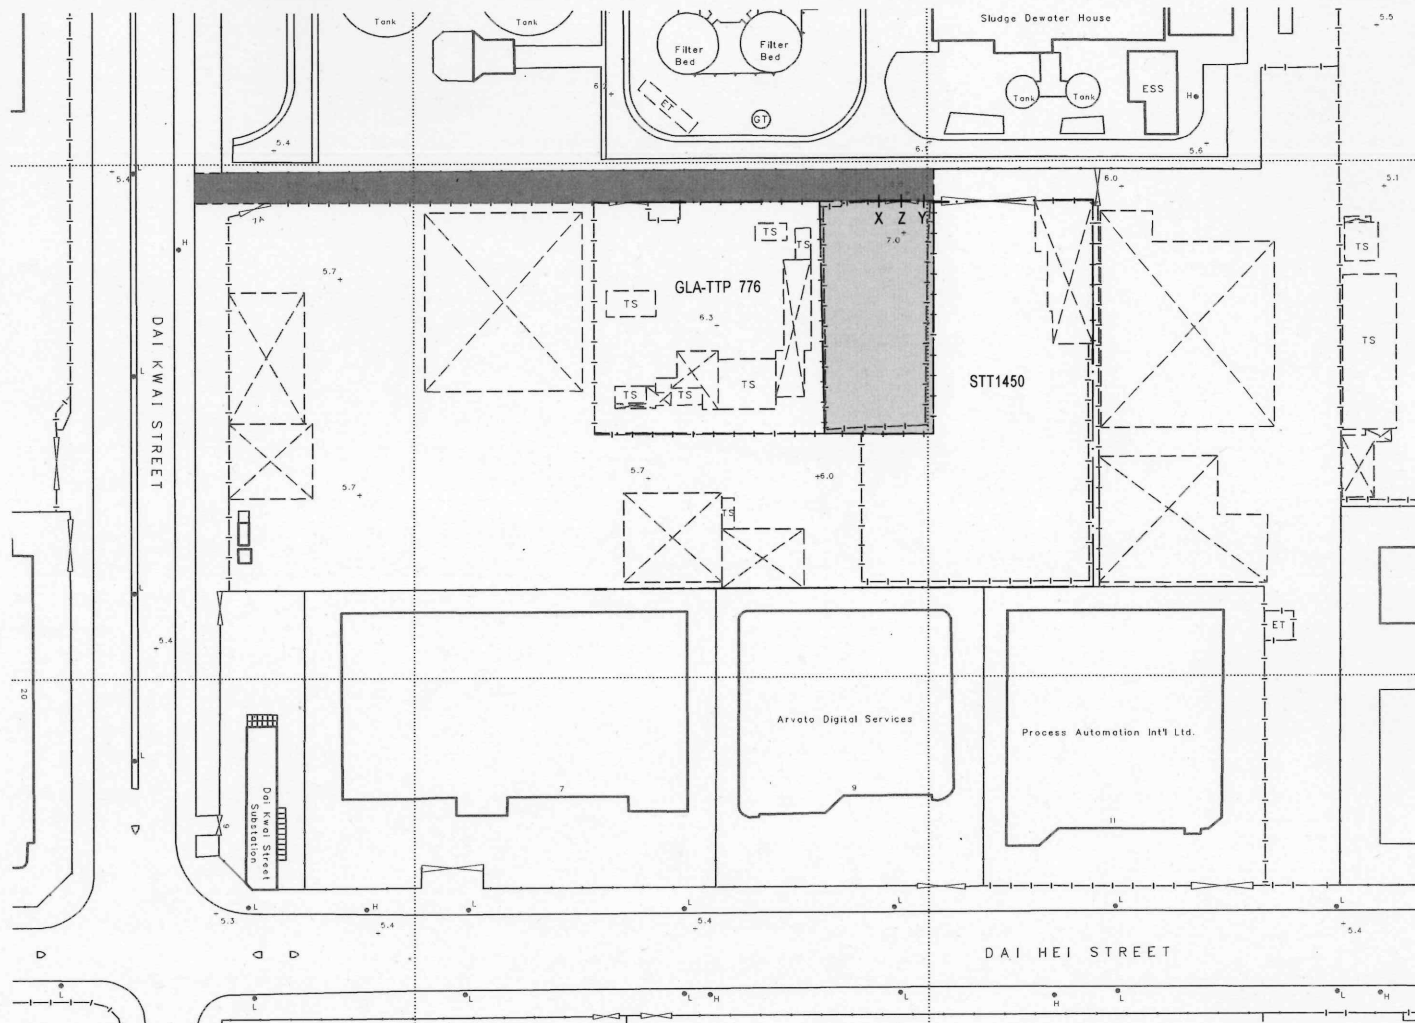 Tank
Tank
Filter
Bed
Filter
Bed
Sludge Dewater House
5.5
ET
GT
Tank
Tank
ESS
H
5.4
6.1
5.6
5.4
L
6.0
5.1
H
X Z Y
7.0
TS
TS
TS
5.7
GLA-TTP 776
TS
6.3
TS
DAI KWAI STREET
L
TS
TS
TS
STT1450
5.7
5.7
6.0
TS
L
5.4
ET
20
Arvato Digital Services
Process Automation Int'l Ltd.
L
7
9
11
Dai Kwai Street
Substation
9
5.3
L
H
5.4
L
L
5.4
L
L
L
5.4
DAI HEI STREET
L
L
L
L
H
L
H
L
L
H